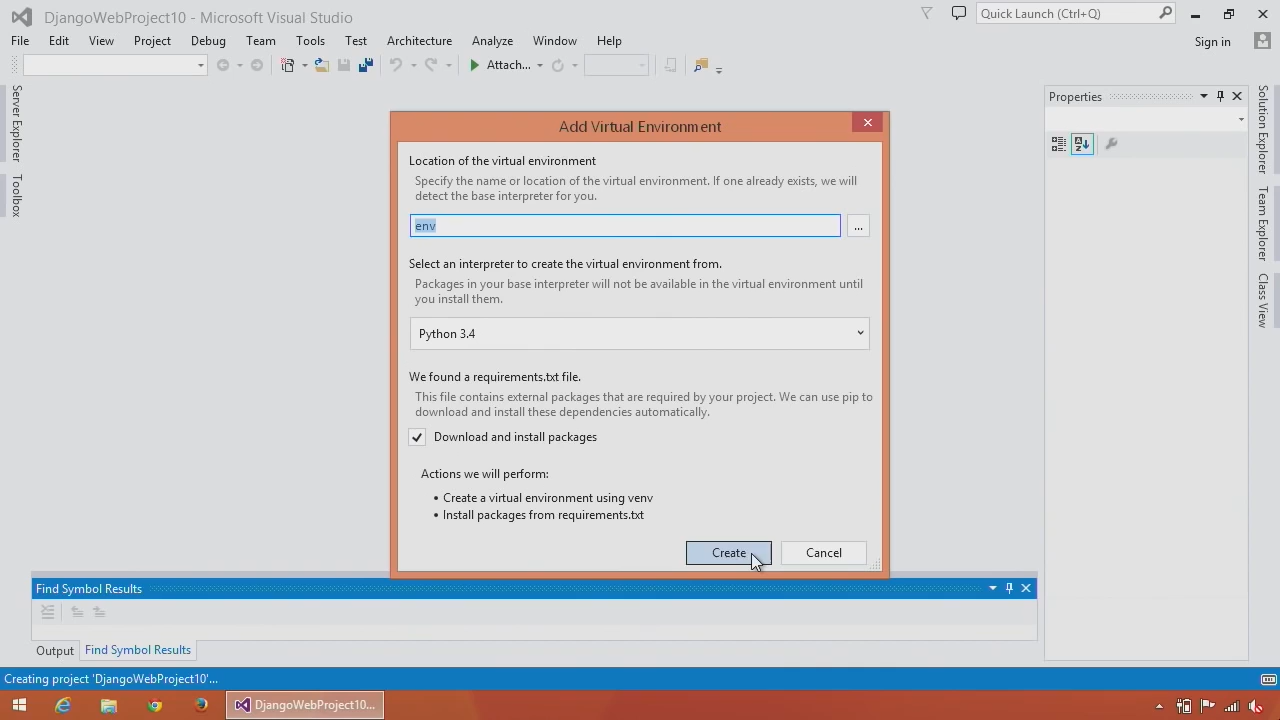 DjangoWebProject10 - Microsoft Visual Studio
Quick Launch (Ctrl+Q)
File Edit View Project Debug Team Tools Test Architecture Analyze Window Help
Sign in
Attach...
Server Explorer
Toolbox
Add Virtual Environment
Location of the virtual environment
Specify the name or location of the virtual environment. If one already exists, we will
detect the base interpreter for you.
env
...
Select an interpreter to create the virtual environment from.
Packages in your base interpreter will not be available in the virtual environment until
you install them.
Python 3.4
We found a requirements.txt file.
This file contains external packages that are required by your project. We can use pip to
download and install these dependencies automatically.
Download and install packages
Actions we will perform:
• Create a virtual environment using venv
• Install packages from requirements.txt
Create Cancel
Properties
Solution Explorer
Team Explorer
Class View
Find Symbol Results
Output Find Symbol Results
Creating project 'DjangoWebProject10'...
DjangoWebProject10...